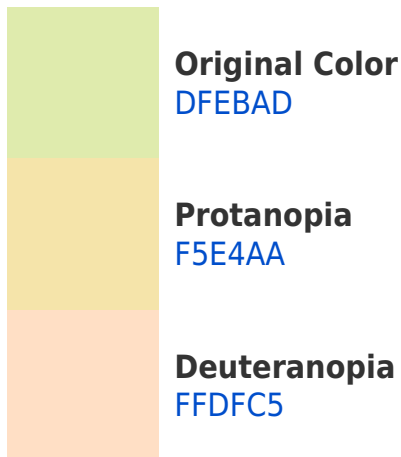 Original Color
DFEBAD
Protanopia
F5E4AA
Deuteranopia
FFDFC5